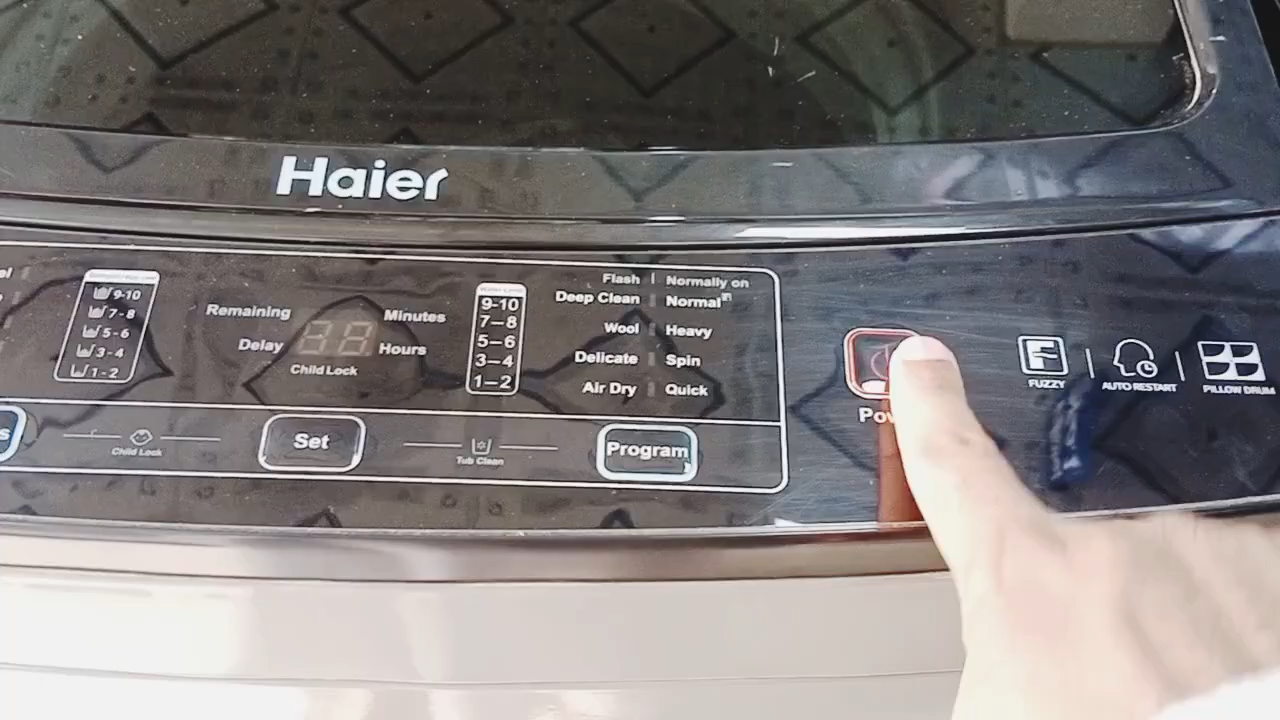 Haier
9-10
7-8
5-6
3-4
1-2
Remaining
Minutes
Delay
88
Hours
Child Lock
9-10
7-8
5-6
3-4
1-2
Flash | Normally on
Deep Clean Normal
Wool Heavy
Delicate Spin
Air Dry Quick
Child Lock
Set
Tub Clean
Program
FUZZY
AUTO RESTART
PILLOW DRUM